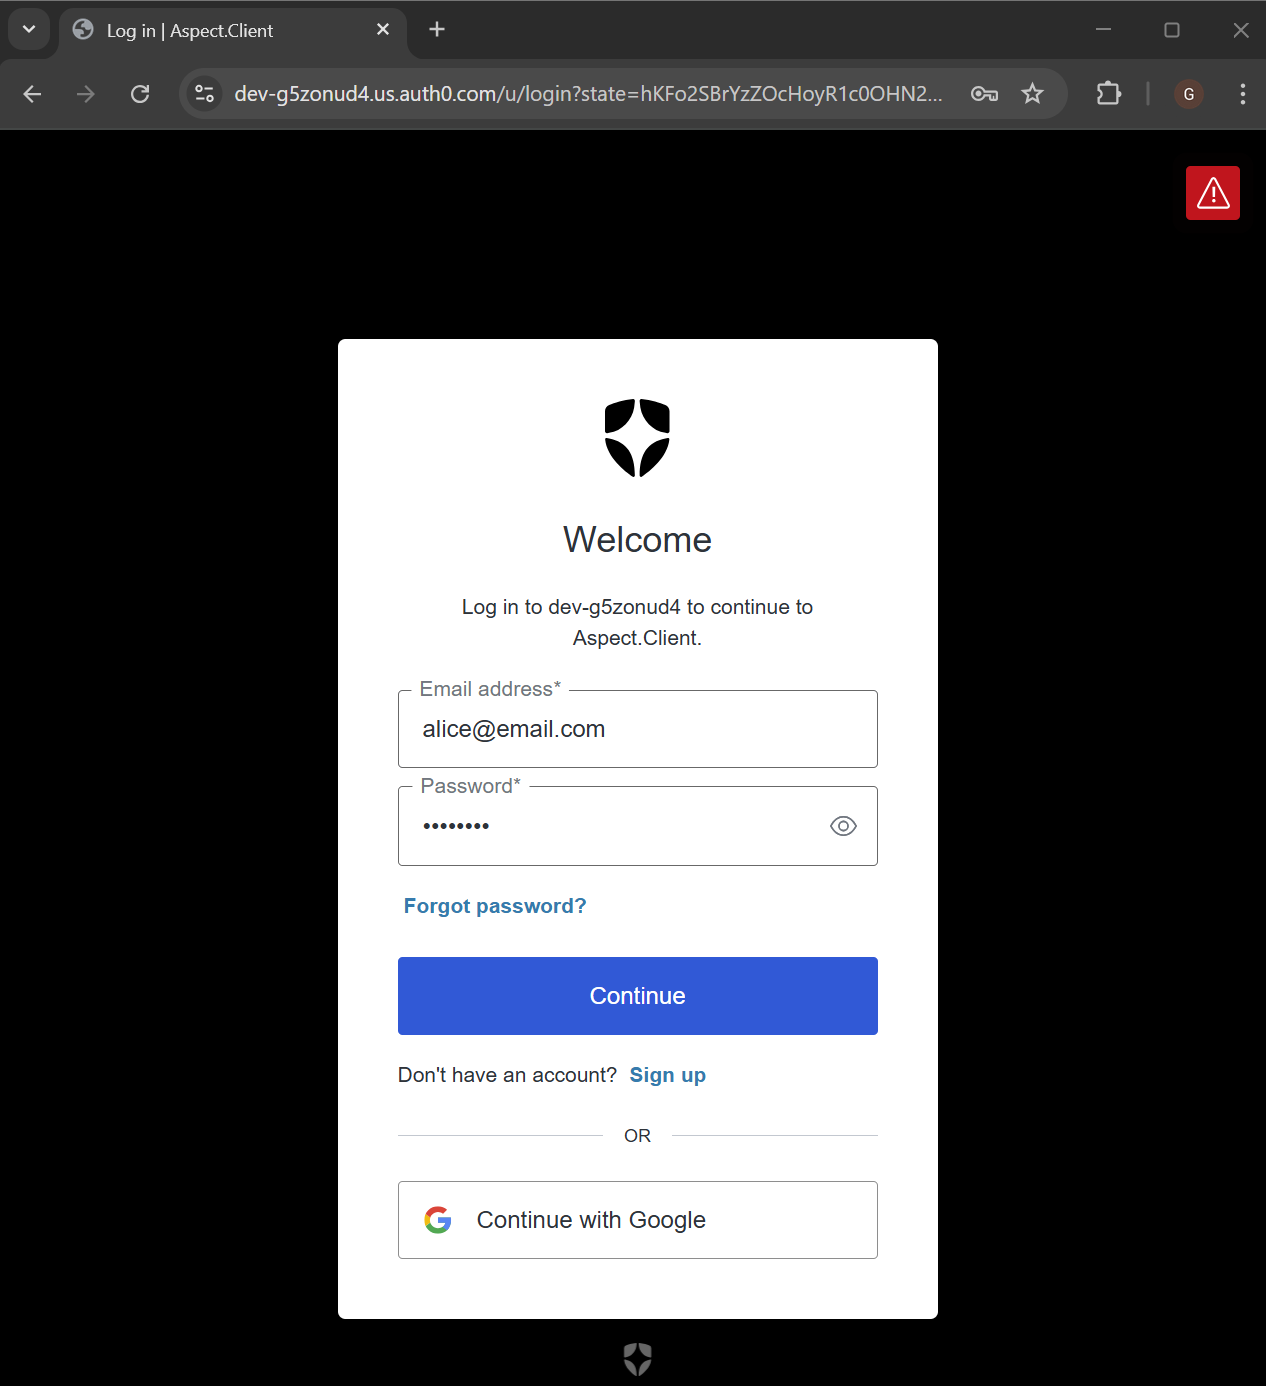 Log in | Aspect.Client
dev-g5zonud4.us.auth0.com/u/login?state=hKFo2SBrYzZOcHoyR1c0OHN2...
G
Welcome
Log in to dev-g5zonud4 to continue to
Aspect.Client.
Email address*
alice@email.com
Password*
••••••••
Forgot password?
Continue
Don't have an account? Sign up
OR
Continue with Google